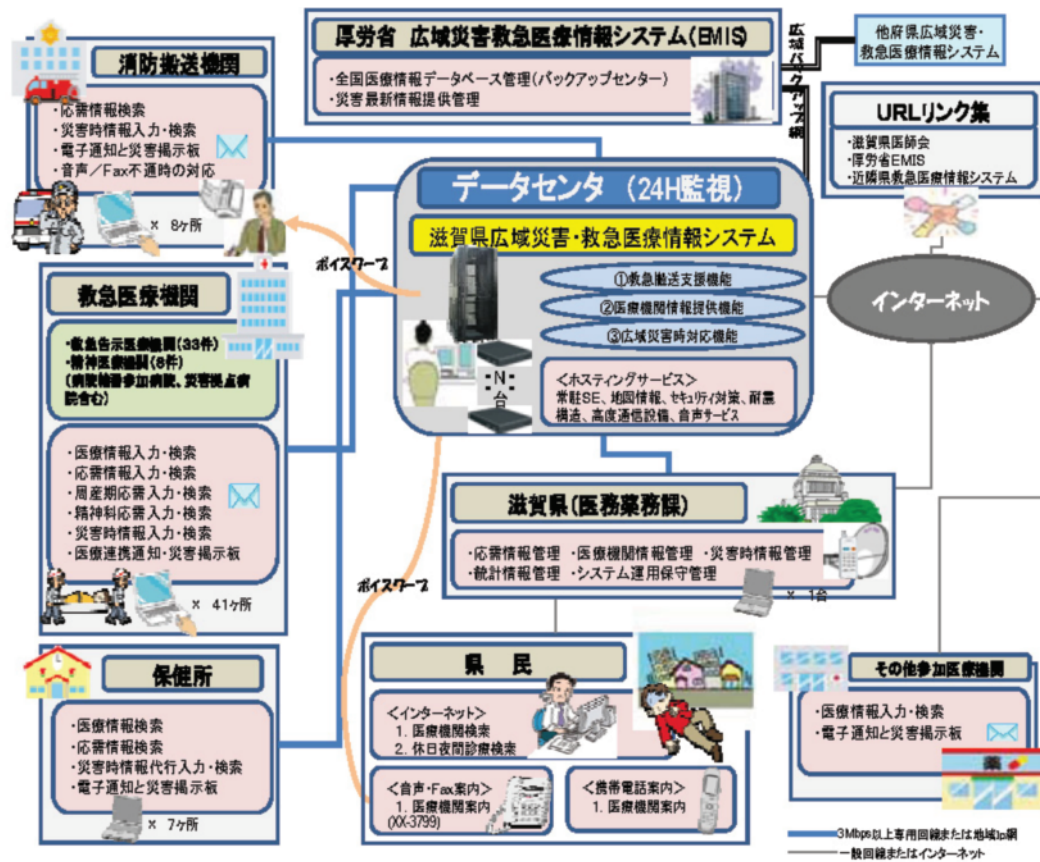 消防搬送機関
・応需情報検索
・災害時情報入力・検索
・電子通知と災害掲示板
・音声／Fax不通時の対応
× 8ヶ所
厚労省 広域災害救急医療情報システム(EMIS)
・全国医療情報データベース管理(バックアップセンター)
・災害最新情報提供管理
広域バックアップ網
他府県広域災害・
救急医療情報システム
URLリンク集
・滋賀県医師会
・厚労省EMIS
・近隣県救急医療情報システム
データセンタ (24H監視)
滋賀県広域災害・救急医療情報システム
①救急搬送支援機能
②医療機関情報提供機能
③広域災害時対応機能
N
台
＜ホスティングサービス＞
常駐SE、地図情報、セキュリティ対策、耐震
構造、高度通信設備、音声サービス
ボイスワープ
インターネット
救急医療機関
・救急告示医療機関(33件)
・精神医療機関(8件)
(病院輪番参加病院、災害拠点病
院含む)
・医療情報入力・検索
・応需情報入力・検索
・周産期応需入力・検索
・精神科応需入力・検索
・災害時情報入力・検索
・医療連携通知・災害掲示板
× 41ヶ所
ボイスワープ
滋賀県(医務薬務課)
・応需情報管理 ・医療機関情報管理 ・災害時情報管理
・統計情報管理 ・システム運用保守管理
× 1台
保健所
・医療情報検索
・応需情報検索
・災害時情報代行入力・検索
・電子通知と災害掲示板
× 7ヶ所
県 民
＜インターネット＞
1. 医療機関検索
2. 休日夜間診療検索
＜音声・Fax案内＞
1. 医療機関案内
(XX-3799)
＜携帯電話案内＞
1. 医療機関案内
その他参加医療機関
・医療情報入力・検索
・電子通知と災害掲示板
薬
3Mbps以上専用回線または地域Ip網
一般回線またはインターネット